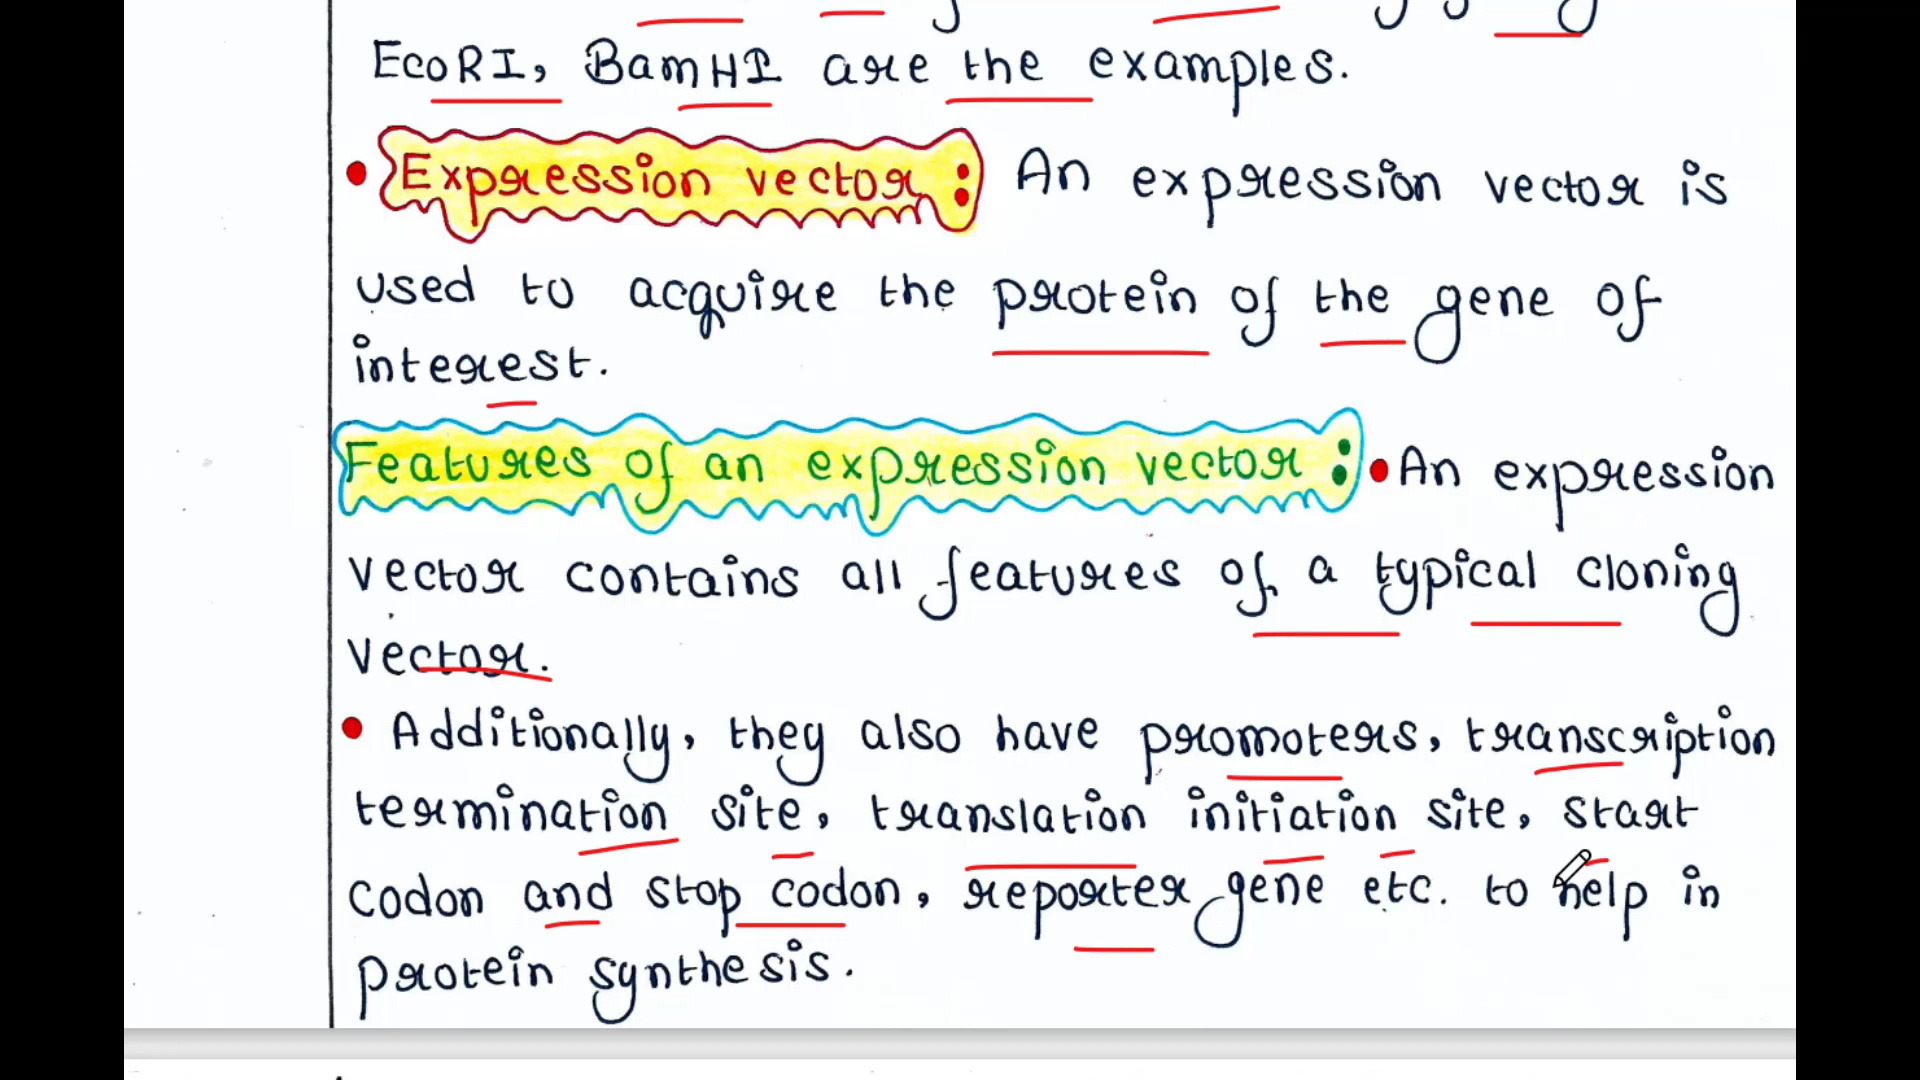 EcoRI, BamHI are the examples.
• Expression vector: An expression vector is
used to acquire the protein of the gene of
interest.
Features of an expression vector: • An expression
vector contains all features of a typical cloning
vector.
• Additionally, they also have promoters, transcription
termination site, translation initiation site, start
codon and stop codon, reporter gene etc. to help in
protein synthesis.